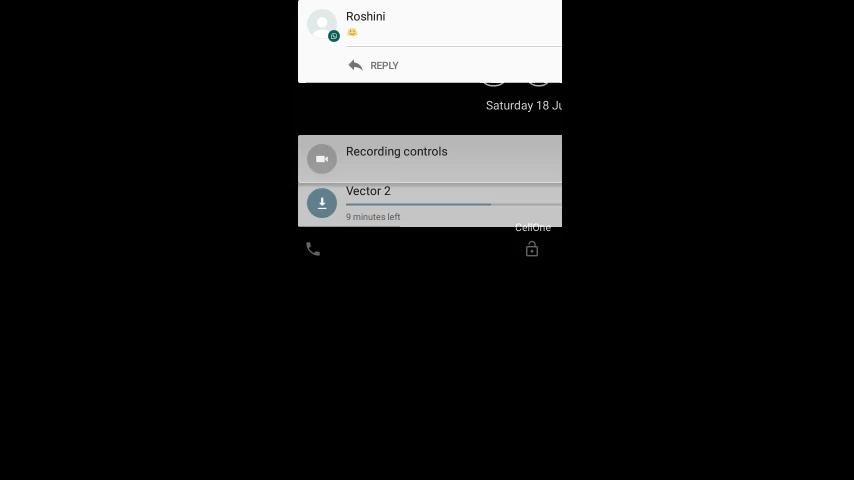 Roshini
😀
REPLY
Saturday 18 Ju
Recording controls
Vector 2
9 minutes left
CellOne